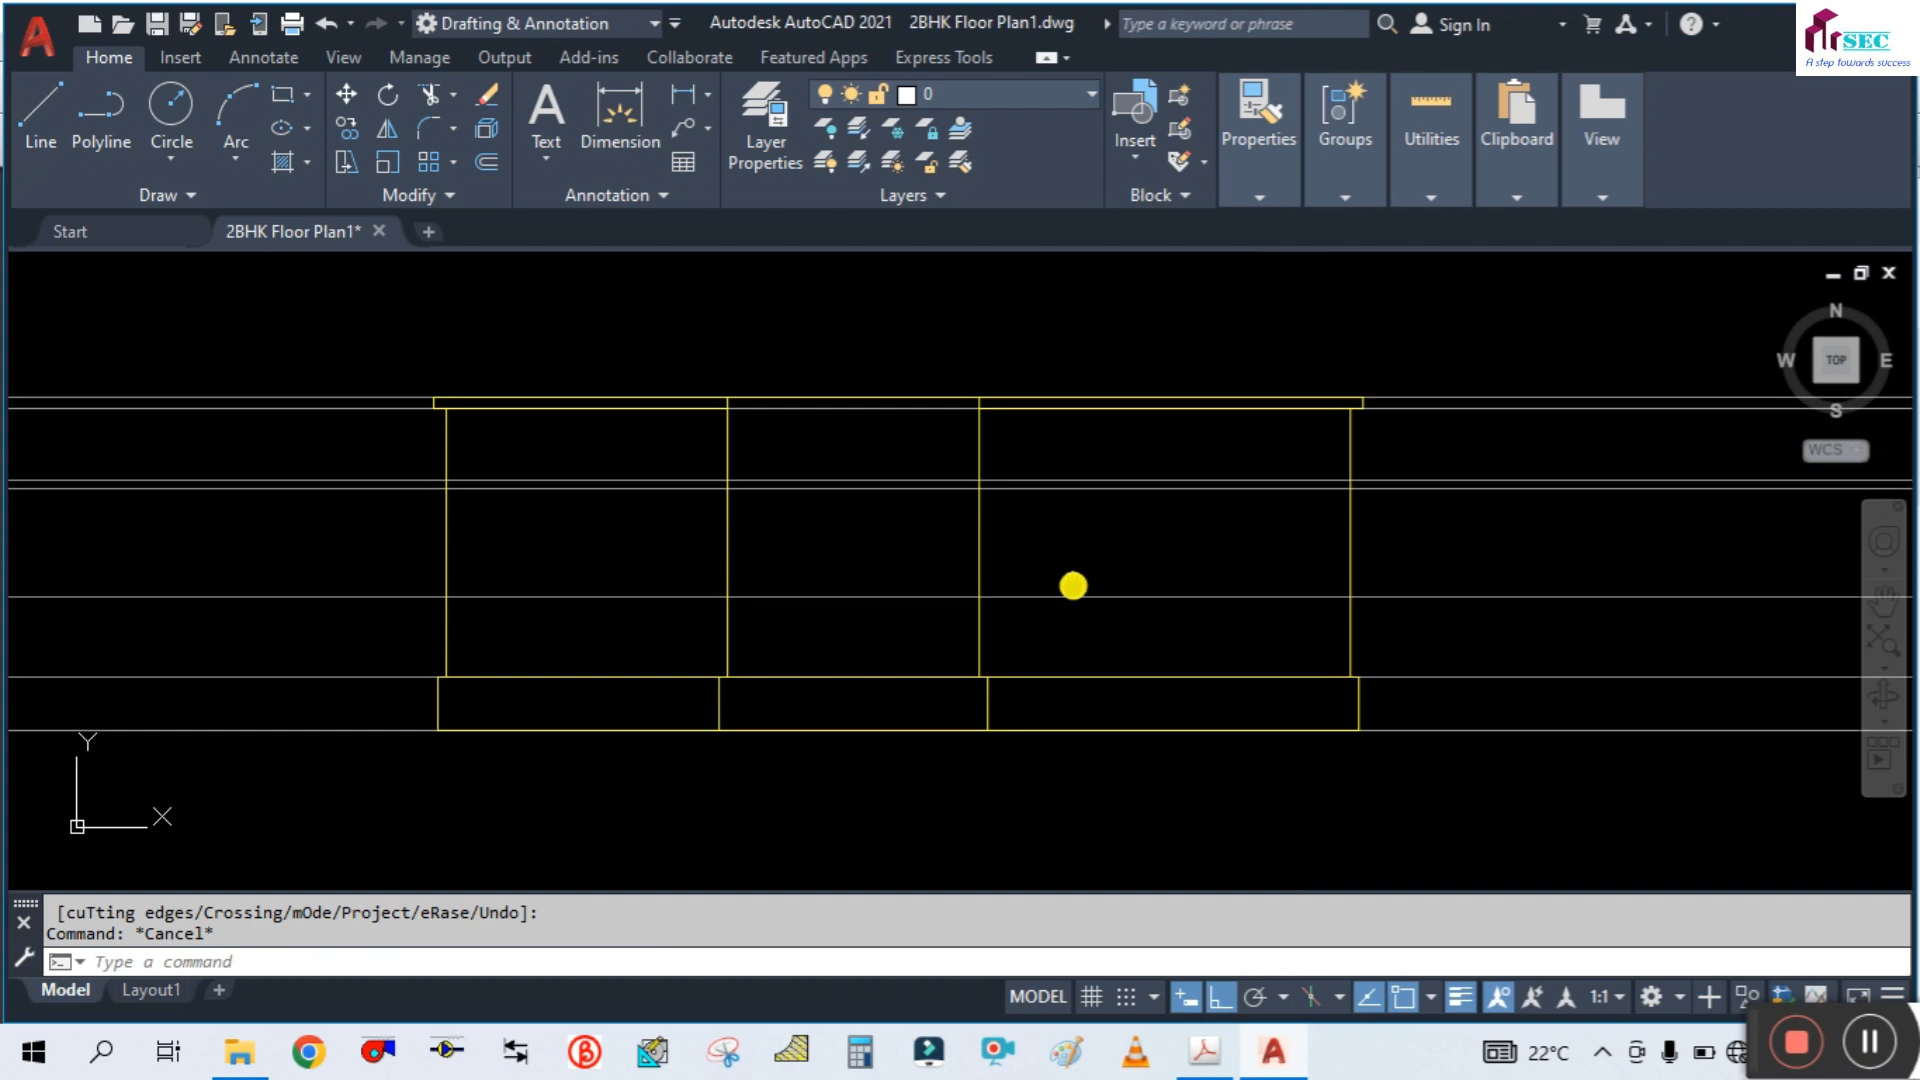 Drafting & Annotation
Autodesk AutoCAD 2021 2BHK Floor Plan1.dwg
Type a keyword or phrase
Sign In
SEC
A step towards success
Home Insert Annotate View Manage Output Add-ins Collaborate Featured Apps Express Tools
0
Line Polyline Circle Arc
Text Dimension
Layer Properties
Insert
Properties Groups Utilities Clipboard View
Draw Modify Annotation Layers Block
Start 2BHK Floor Plan1*
N
W TOP E
S
WCS
Y
X
[cuTting edges/Crossing/mOde/Project/eRase/Undo]:
Command: *Cancel*
Type a command
Model Layout1
MODEL 1:1
22°C